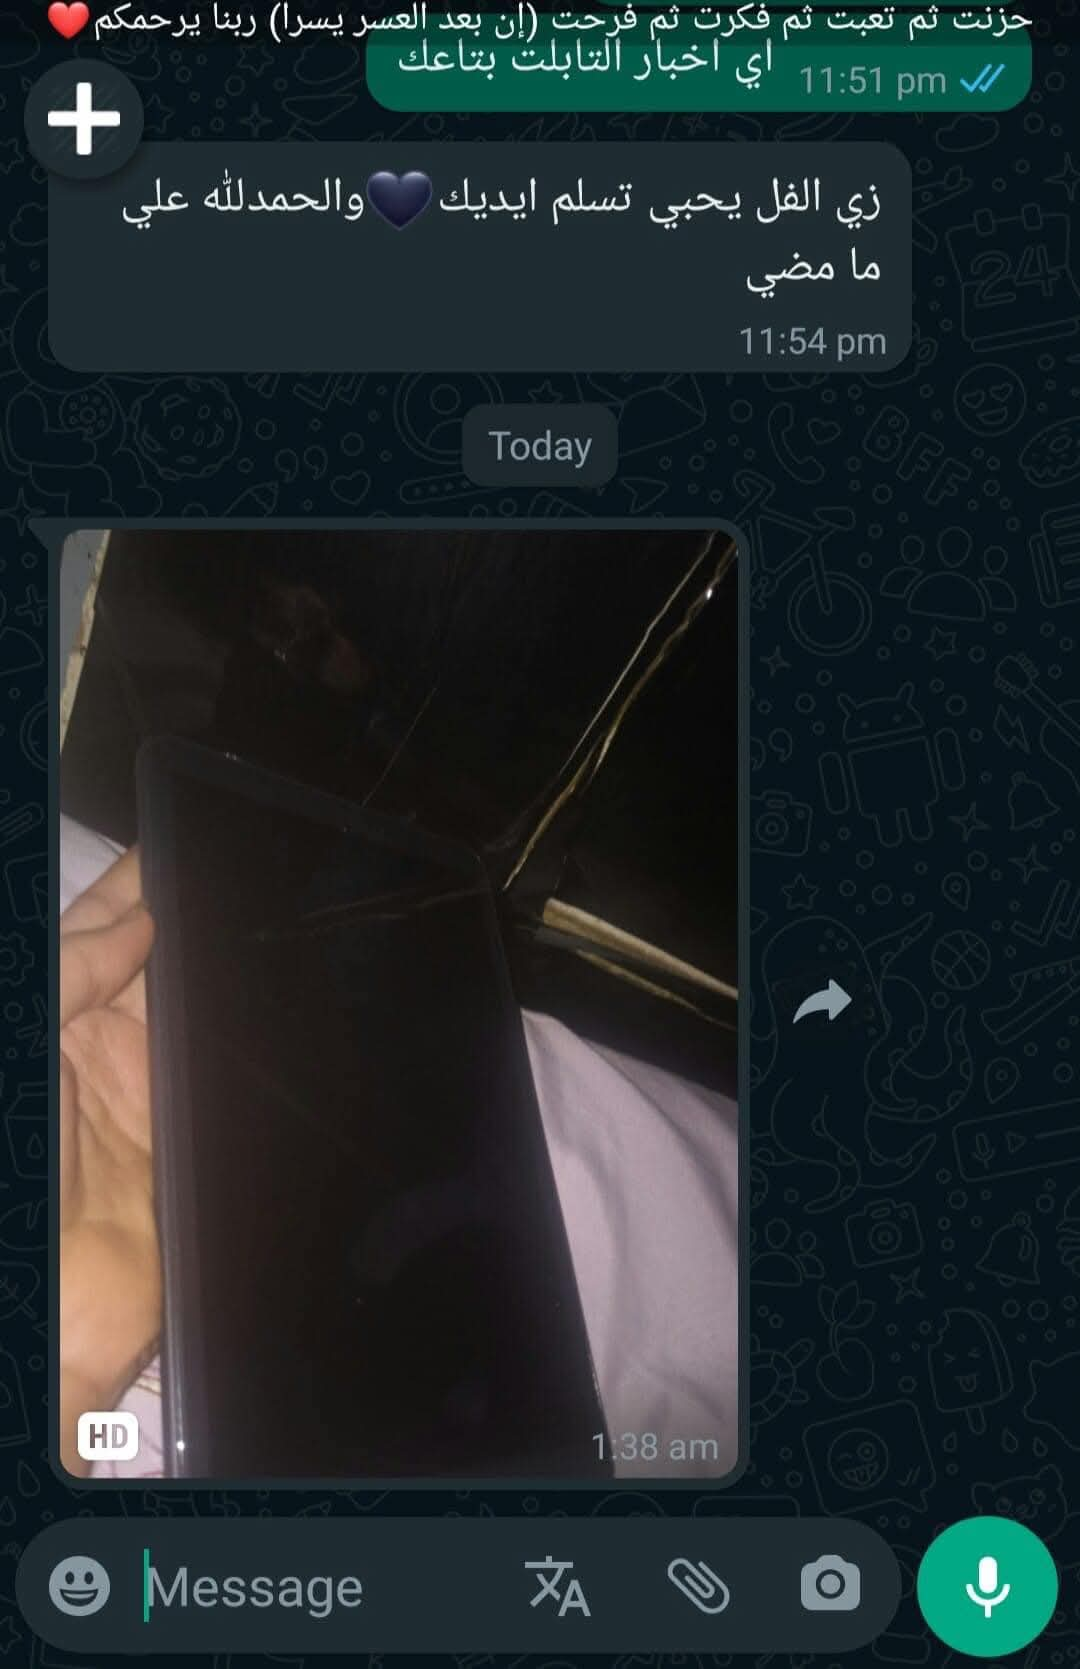 حزنت ثم تعبت ثم فكرت ثم فرحت (إن بعد العسر يسرا) ربنا يرحمكم❤️
اي اخبار التابلت بتاعك
11:51 pm
زي الفل يحبي تسلم ايديك🖤والحمدلله علي
ما مضي
11:54 pm
Today
HD
1:38 am
Message